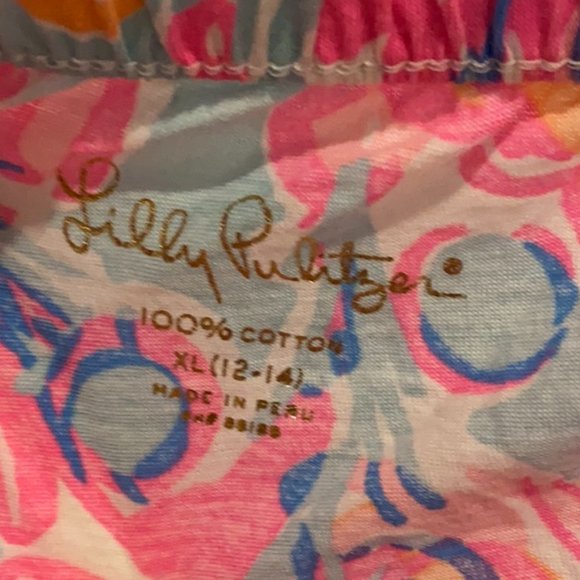 Lilly Pulitzer®
100% COTTON
XL (12-14)
MADE IN PERU